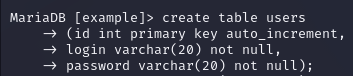 MariaDB [example]> create table users
-> (id int primary key auto_increment,
-> login varchar(20) not null,
-> password varchar(20) not null);